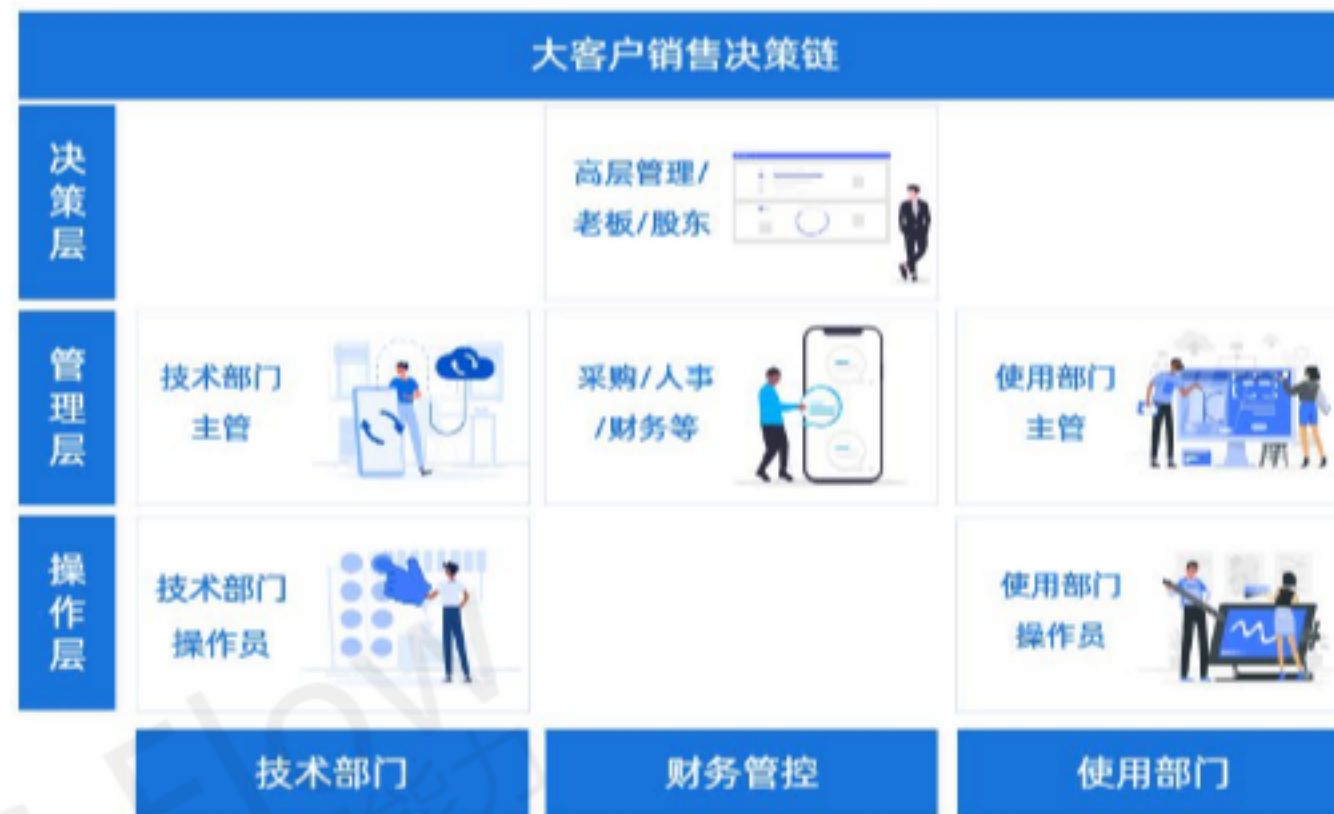 大客户销售决策链
决策层
高层管理/
老板/股东
管理层
技术部门
主管
采购/人事
/财务等
使用部门
主管
操作层
技术部门
操作员
使用部门
操作员
技术部门
财务管控
使用部门
Flow
能力